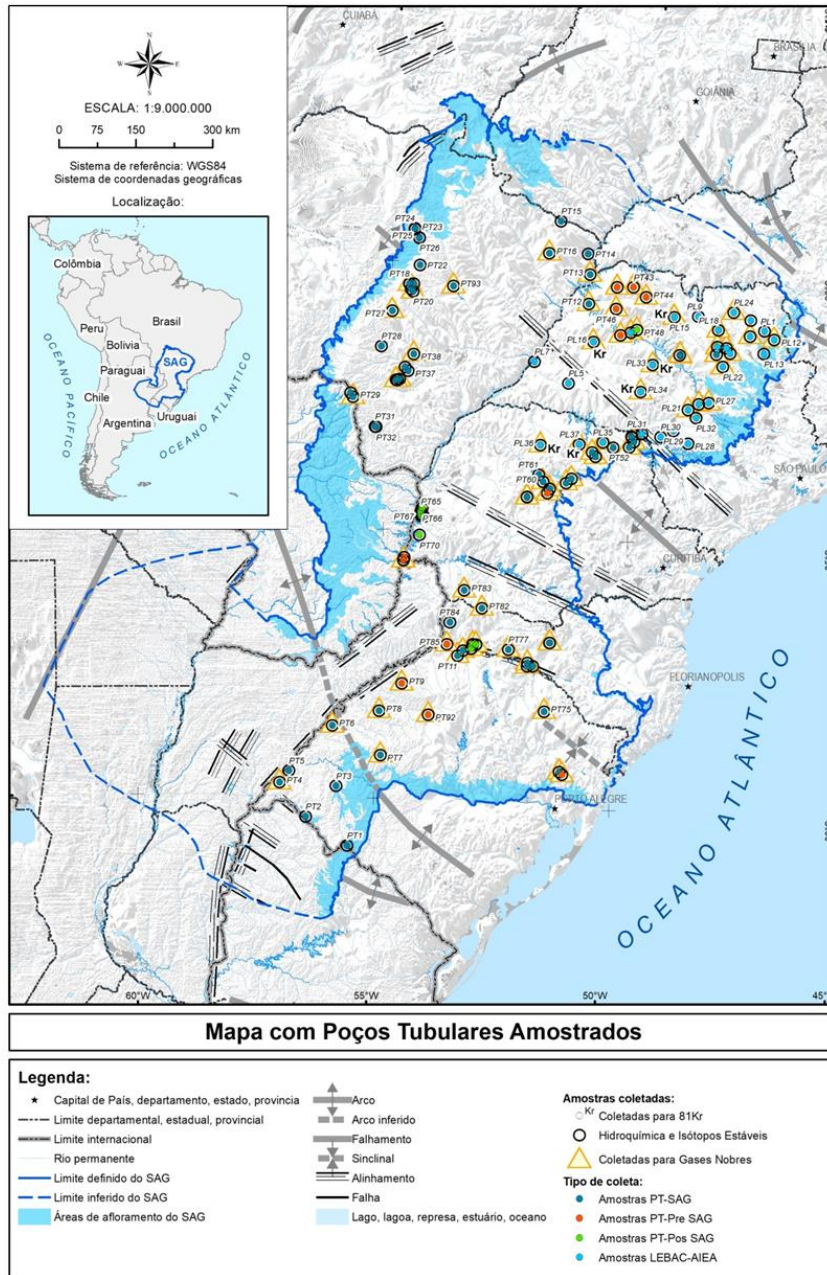 N
W E
S
ESCALA: 1:9.000.000
0 75 150 300 km
Sistema de referência: WGS84
Sistema de coordenadas geográficas
Localização:
Colômbia
Brasil
Peru
Bolivia
SAG
Paraguai
Chile
Uruguai
Argentina
OCEANO PACÍFICO
OCEANO ATLÂNTICO
CUIABÁ
BRASÍLIA
GOIÂNIA
PT24
PT23
PT25
PT26
PT22
PT18
PT93
PT20
PT27
PT28
PT38
PT37
PT29
PT31
PT32
PT15
PT16
PT14
PT13
PT43
PT12
PT44
PT46
PL9
PL24
PT48
PL15
PL18
PL1
PL16
PL12
Kr
PL33
PL13
PL7
PL22
PL5
Kr
PL34
PL21
PL27
PL32
PL31
PL30
PL36
Kr
PL37
PL35
PL29
PL28
Kr
PT52
PT61
PT60
SÃO PAULO
PT65
PT67
PT66
PT70
CURITIBA
PT83
PT82
PT84
PT85
PT77
PT11
PT9
FLORIANOPOLIS
PT8
PT92
PT75
PT6
PT7
PT5
PT4
PT3
PORTO ALEGRE
PT2
PT1
OCEANO ATLÂNTICO
60°W 55°W 50°W 45°
Mapa com Poços Tubulares Amostrados
Legenda:
Capital de País, departamento, estado, provincia
Limite departamental, estadual, provincial
Limite internacional
Rio permanente
Limite definido do SAG
Limite inferido do SAG
Áreas de afloramento do SAG
Arco
Arco inferido
Falhamento
Sinclinal
Alinhamento
Falha
Lago, lagoa, represa, estuário, oceano
Amostras coletadas:
Kr Coletadas para 81Kr
Hidroquímica e Isótopos Estáveis
Coletadas para Gases Nobres
Tipo de coleta:
Amostras PT-SAG
Amostras PT-Pre SAG
Amostras PT-Pos SAG
Amostras LEBAC-AIEA